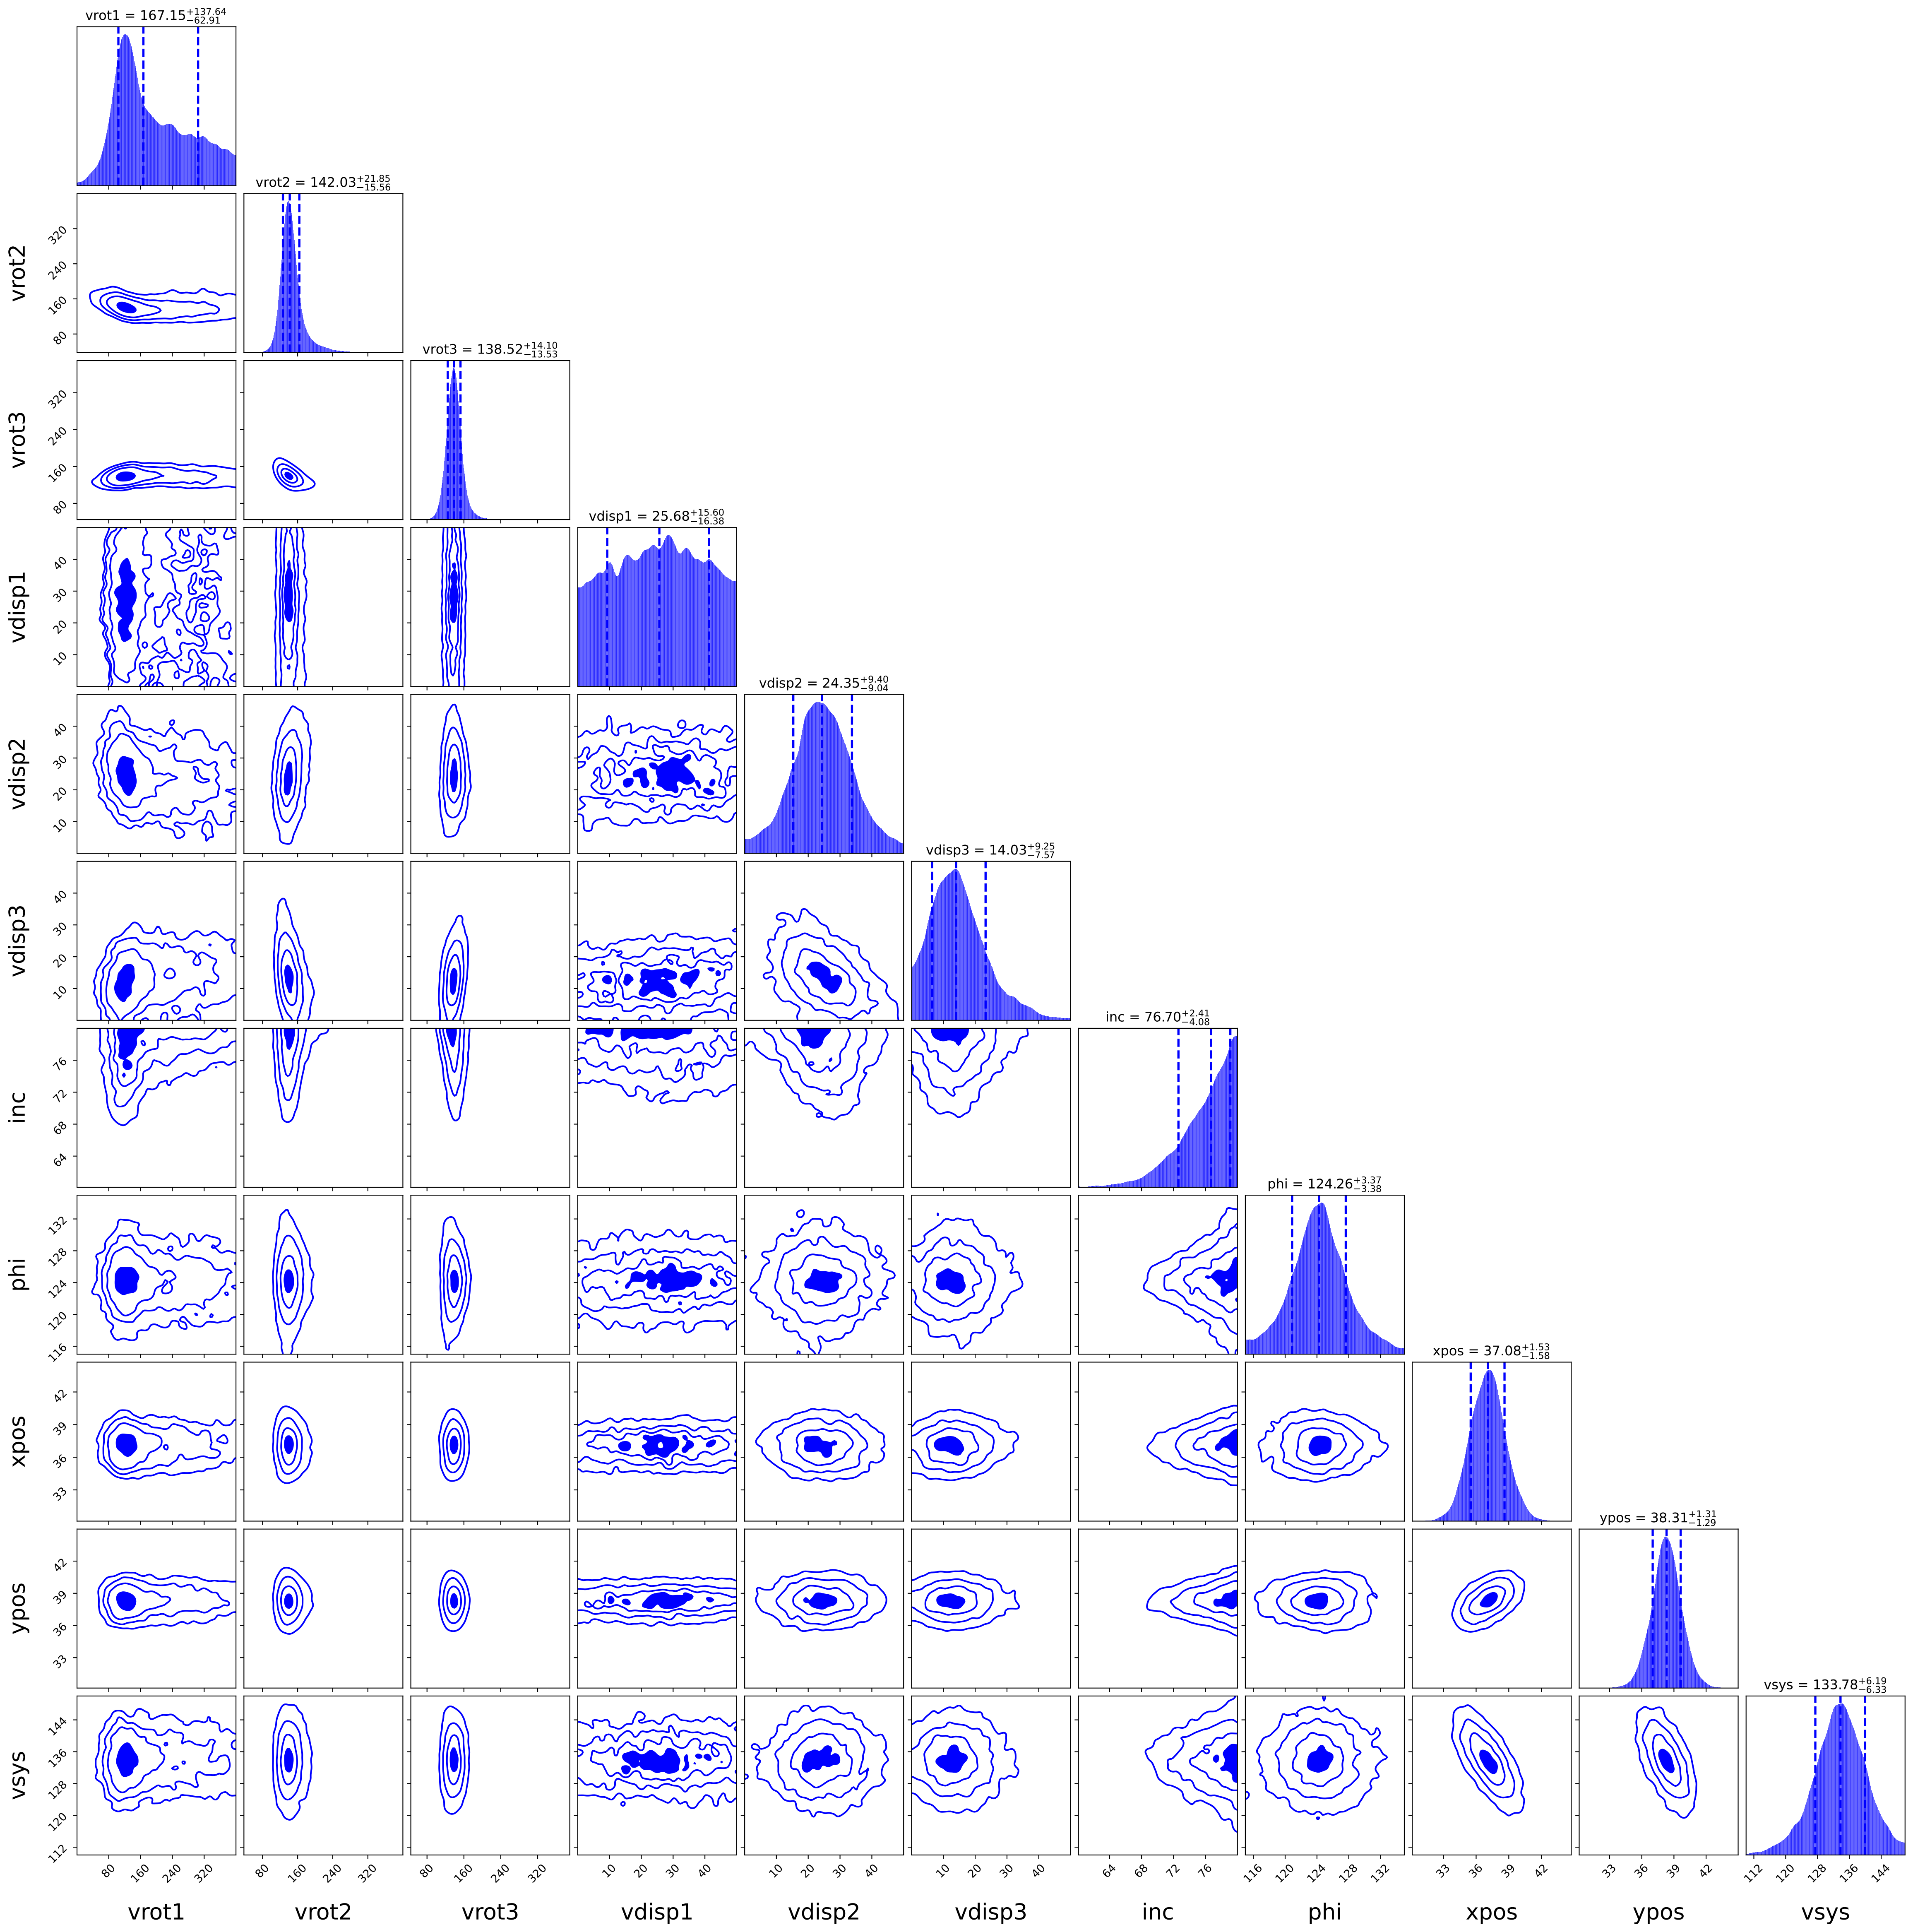 vrot1 = 167.15+137.64−62.91
vrot2 = 142.03+21.85−15.56
320
240
160
80
vrot2
vrot3 = 138.52+14.10−13.53
320
240
160
80
vrot3
vdisp1 = 25.68+15.60−16.38
40
30
20
10
vdisp1
vdisp2 = 24.35+9.40−9.04
40
30
20
10
vdisp2
vdisp3 = 14.03+9.25−7.57
40
30
20
10
vdisp3
inc = 76.70+2.41−4.08
76
72
68
64
inc
phi = 124.26+3.37−3.38
132
128
124
120
116
phi
xpos = 37.08+1.53−1.58
42
39
36
33
xpos
ypos = 38.31+1.31−1.29
42
39
36
33
ypos
vsys = 133.78+6.19−6.33
144
136
128
120
112
vsys
80 160 240 320 80 160 240 320 80 160 240 320 10 20 30 40 10 20 30 40 10 20 30 40 64 68 72 76 116 120 124 128 132 33 36 39 42 33 36 39 42 112 120 128 136 144
vrot1 vrot2 vrot3 vdisp1 vdisp2 vdisp3 inc phi xpos ypos vsys